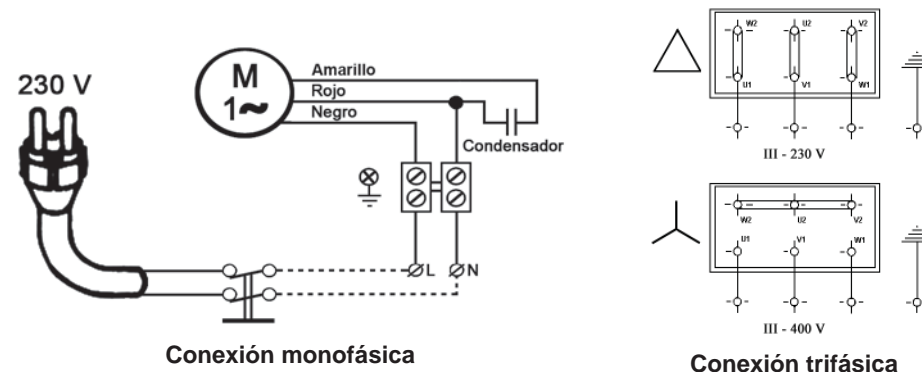 230 V
M
1~
Amarillo
Rojo
Negro
Condensador
L N
Conexión monofásica
W2 U2 V2
U1 V1 W1
III - 230 V
W2 U2 V2
U1 V1 W1
III - 400 V
Conexión trifásica